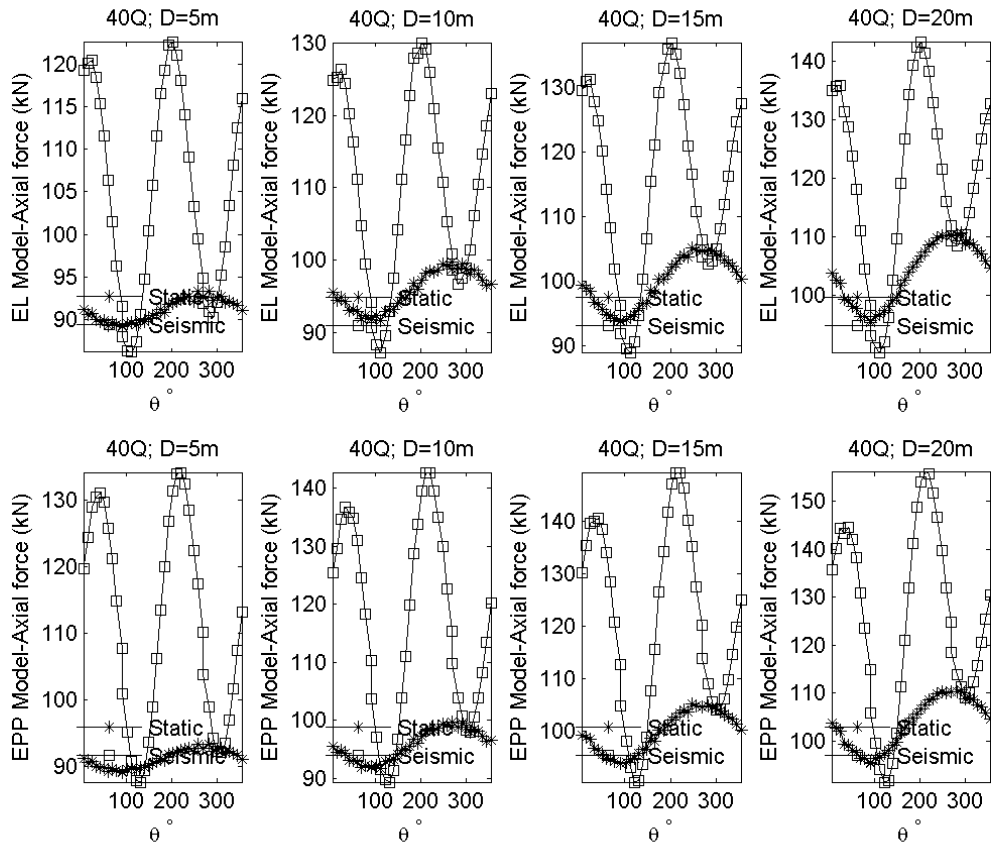 40Q; D=5m
EL Model-Axial force (kN)
120
115
110
105
100
95
90
100 200 300
θ °
Static
Seismic
40Q; D=10m
EL Model-Axial force (kN)
130
120
110
100
90
100 200 300
θ °
Static
Seismic
40Q; D=15m
EL Model-Axial force (kN)
130
120
110
100
90
100 200 300
θ °
Static
Seismic
40Q; D=20m
EL Model-Axial force (kN)
140
130
120
110
100
90
100 200 300
θ °
Static
Seismic
40Q; D=5m
EPP Model-Axial force (kN)
130
120
110
100
90
100 200 300
θ °
Static
Seismic
40Q; D=10m
EPP Model-Axial force (kN)
140
130
120
110
100
90
100 200 300
θ °
Static
Seismic
40Q; D=15m
EPP Model-Axial force (kN)
140
130
120
110
100
100 200 300
θ °
Static
Seismic
40Q; D=20m
EPP Model-Axial force (kN)
150
140
130
120
110
100
100 200 300
θ °
Static
Seismic